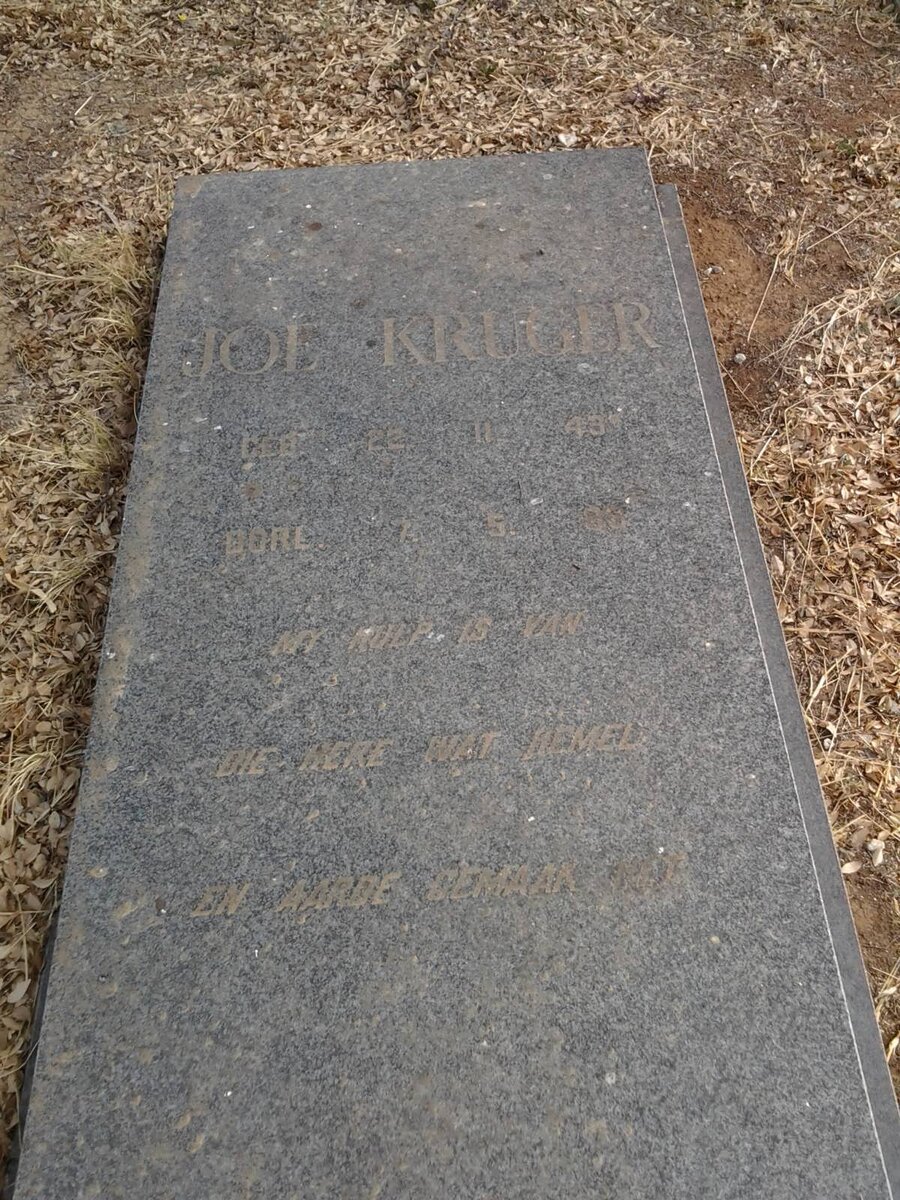 JOE KRUGER
GEB 22. 11.
OORL. 7. 5.
MY HULP IS VAN
DIE HERE WAT HEMEL
EN AARDE GEMAAK HET